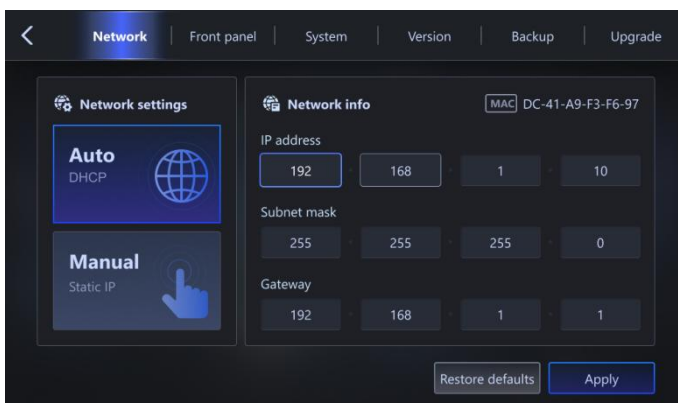 Network Front panel System Version Backup Upgrade
Network settings
Auto
DHCP
Manual
Static IP
Network info MAC DC-41-A9-F3-F6-97
IP address
192 168 1 10
Subnet mask
255 255 255 0
Gateway
192 168 1 1
Restore defaults Apply